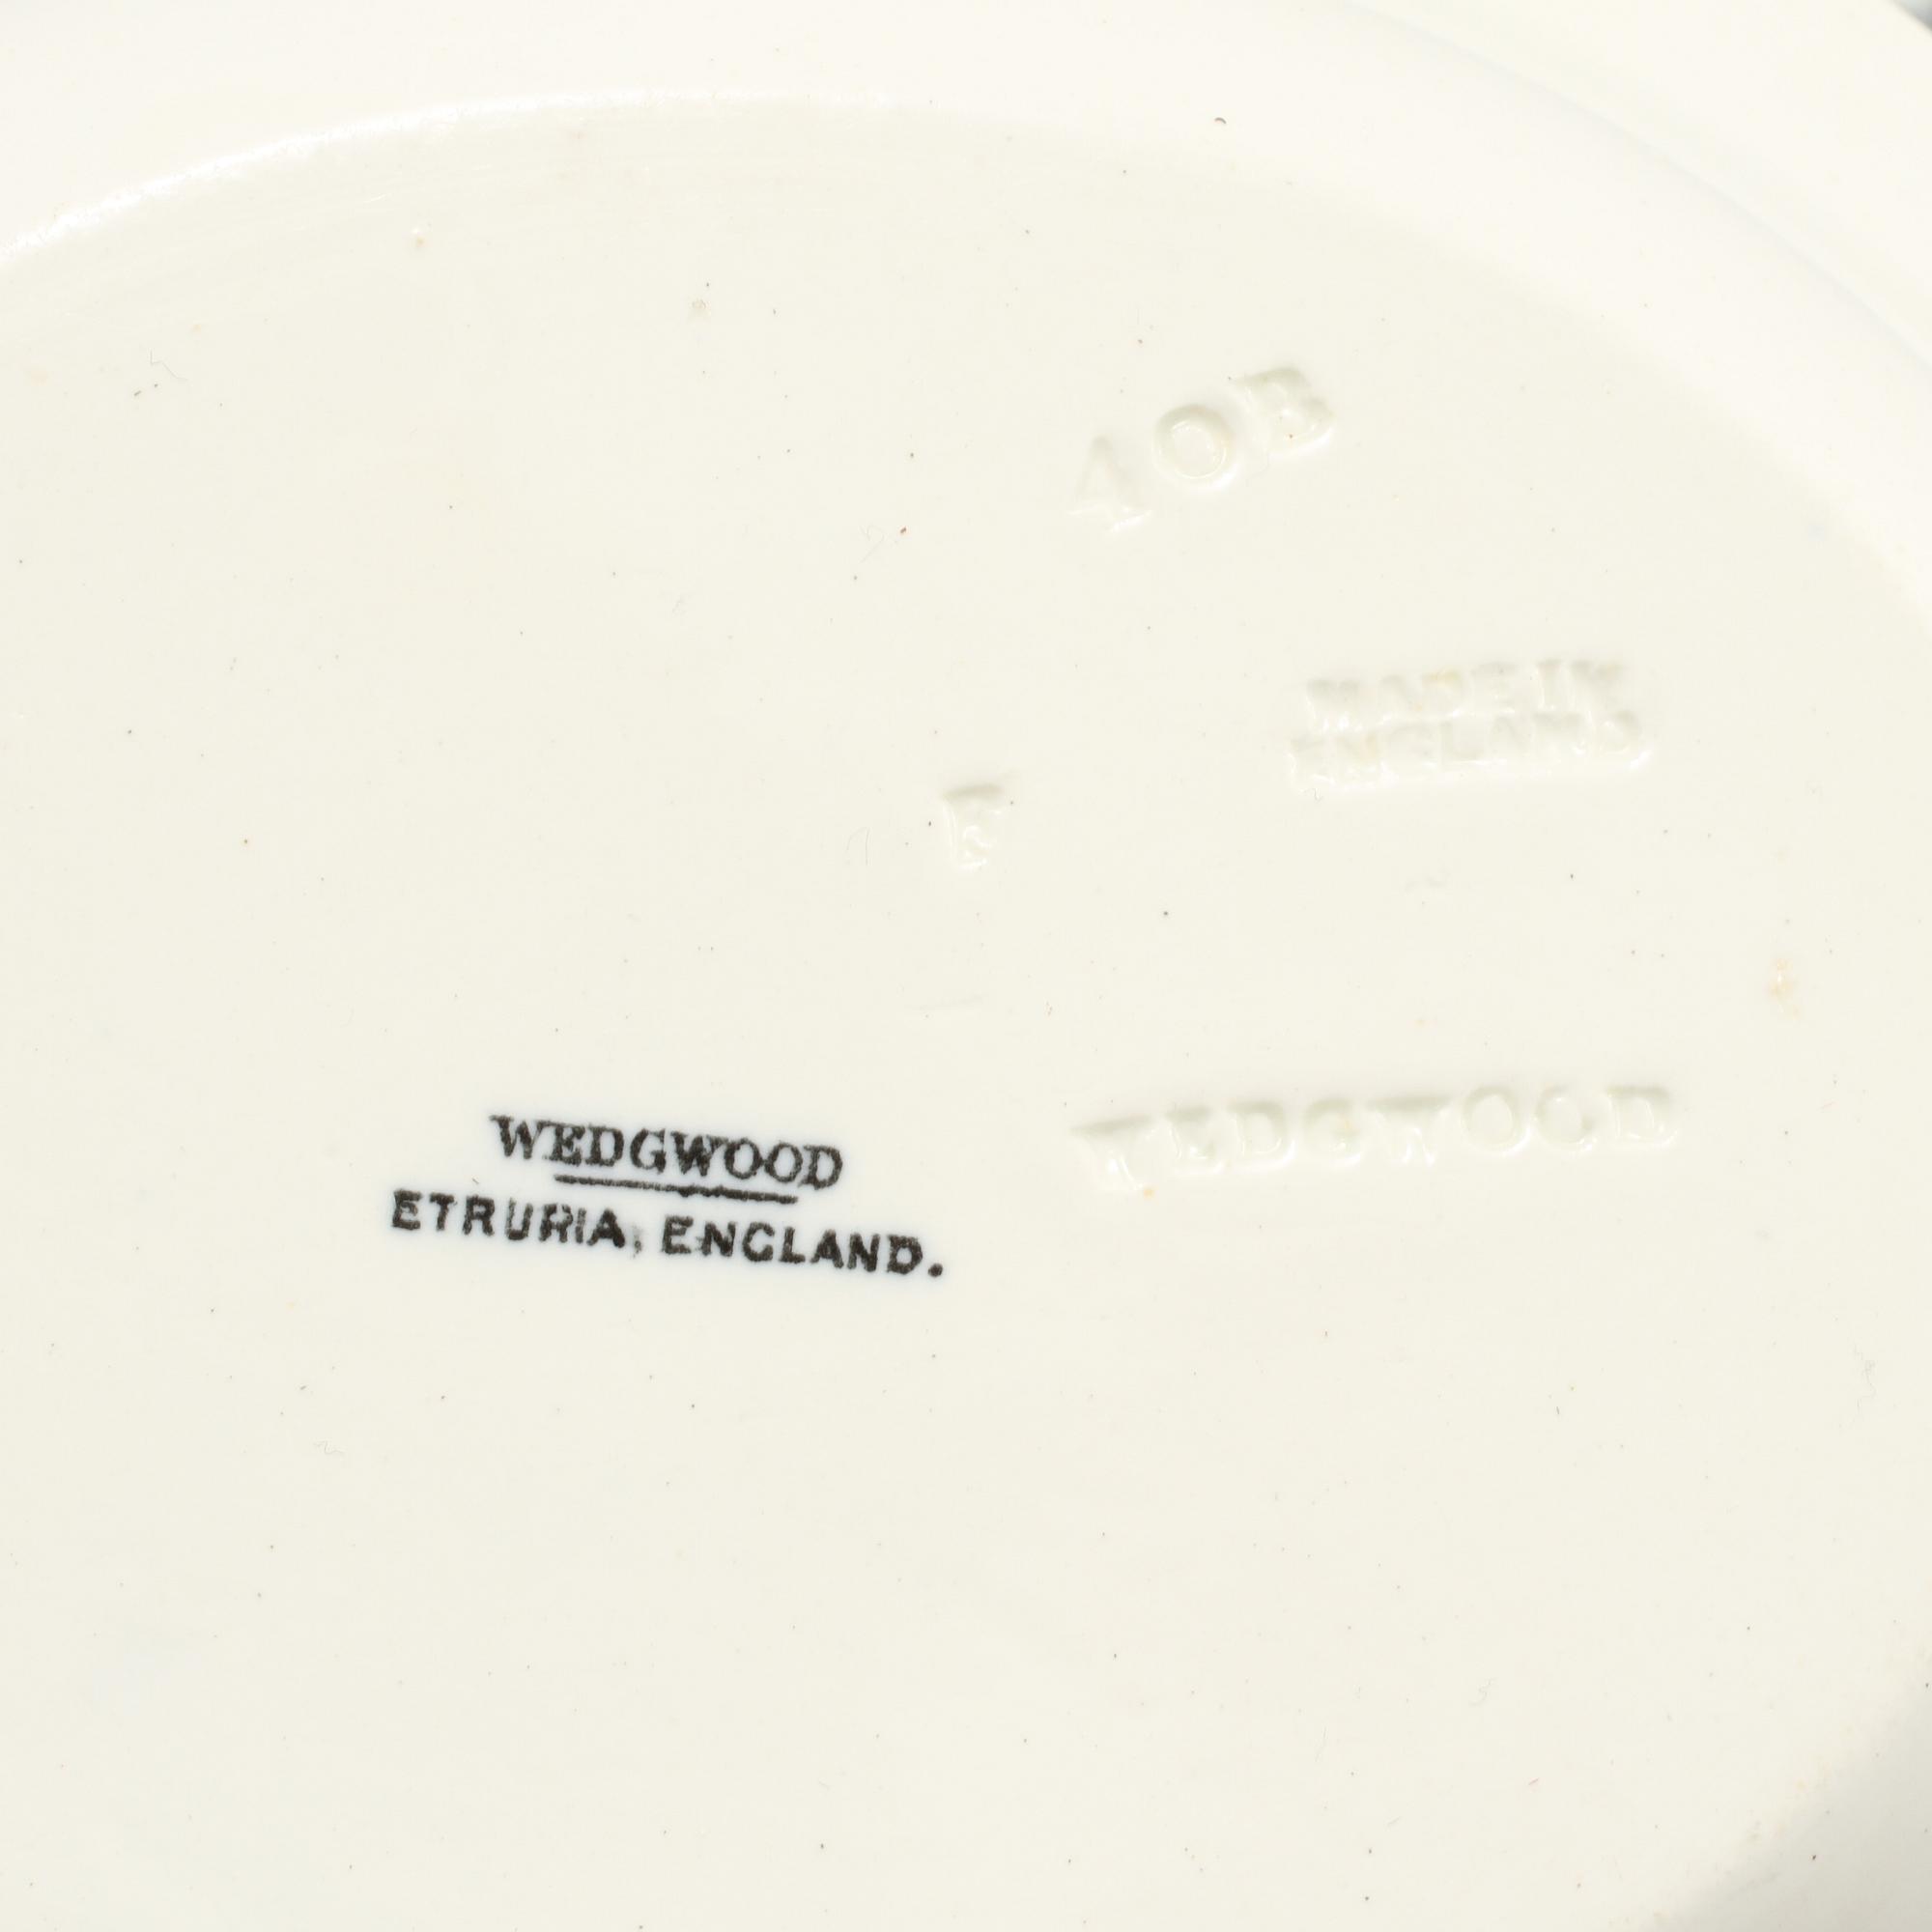 4OB
MADE IN
ENGLAND
F
WEDGWOOD
WEDGWOOD
ETRURIA, ENGLAND.